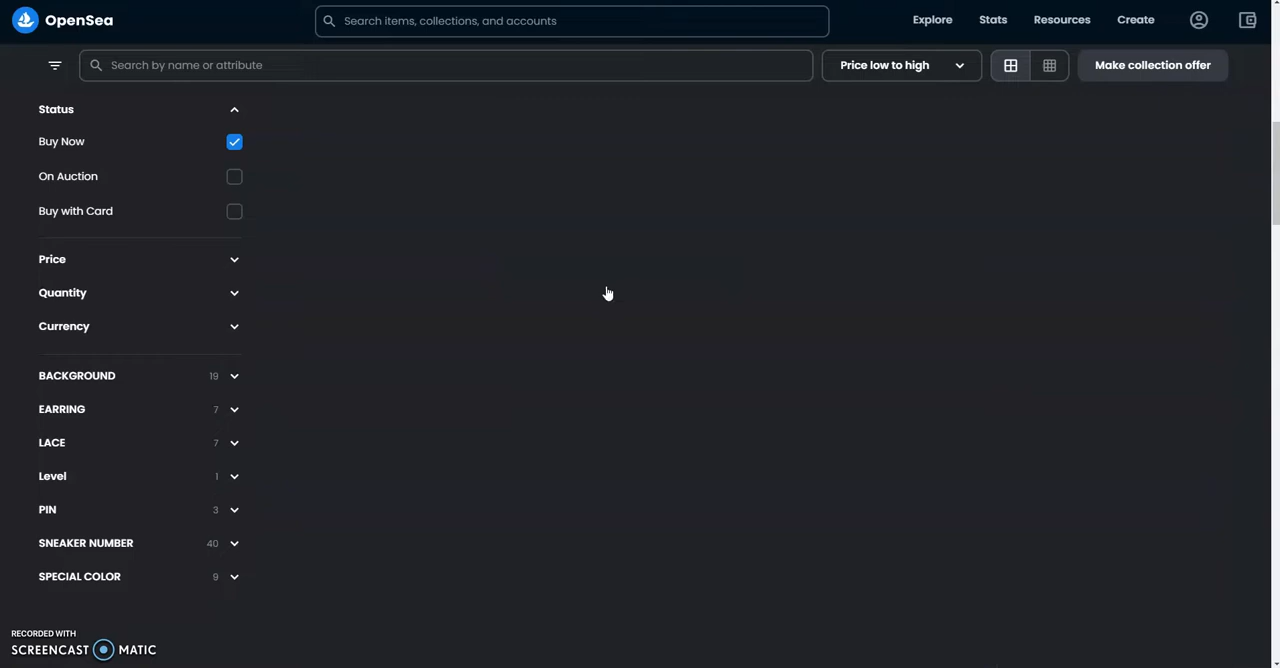 OpenSea
Search items, collections, and accounts
Explore
Stats
Resources
Create
Search by name or attribute
Price low to high
Make collection offer
Status
Buy Now
On Auction
Buy with Card
Price
Quantity
Currency
BACKGROUND 19
EARRING 7
LACE 7
Level 1
PIN 3
SNEAKER NUMBER 40
SPECIAL COLOR 9
RECORDED WITH
SCREENCAST MATIC